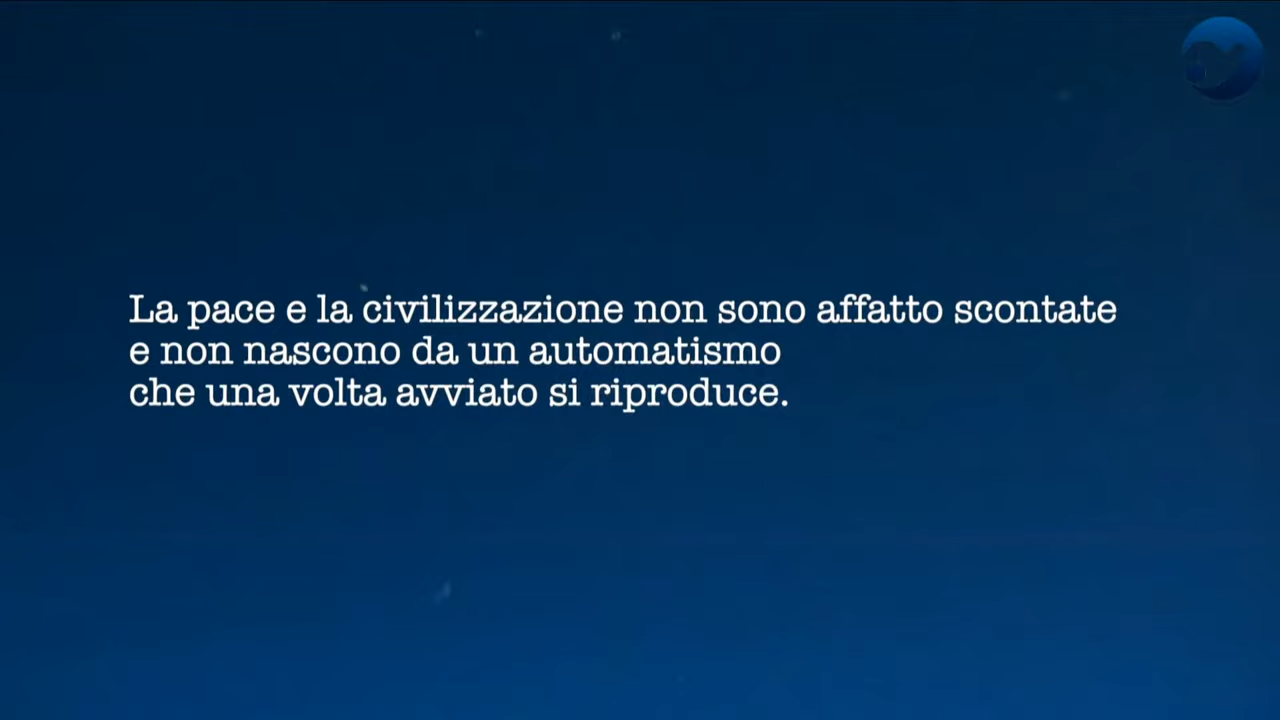 La pace e la civilizzazione non sono affatto scontate
e non nascono da un automatismo
che una volta avviato si riproduce.